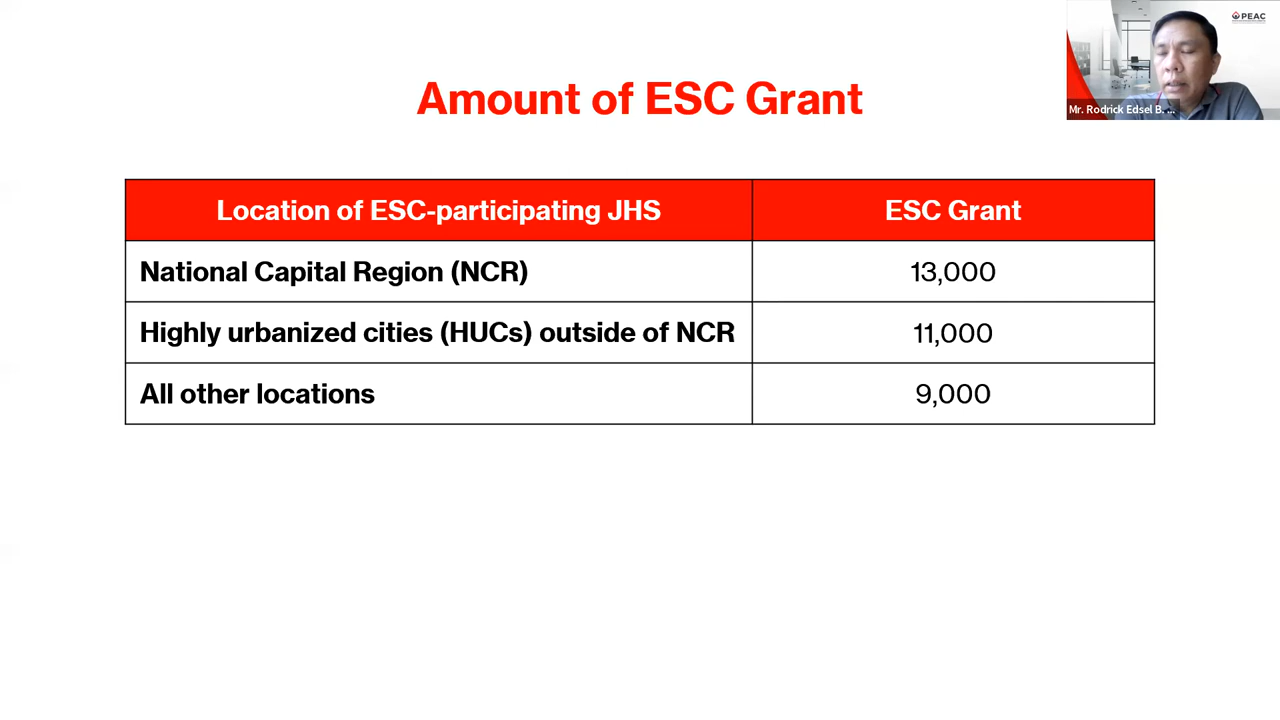 Amount of ESC Grant
PEAC
Mr. Rodrick Edsel B. ...
Location of ESC-participating JHS
ESC Grant
National Capital Region (NCR)
13,000
Highly urbanized cities (HUCs) outside of NCR
11,000
All other locations
9,000